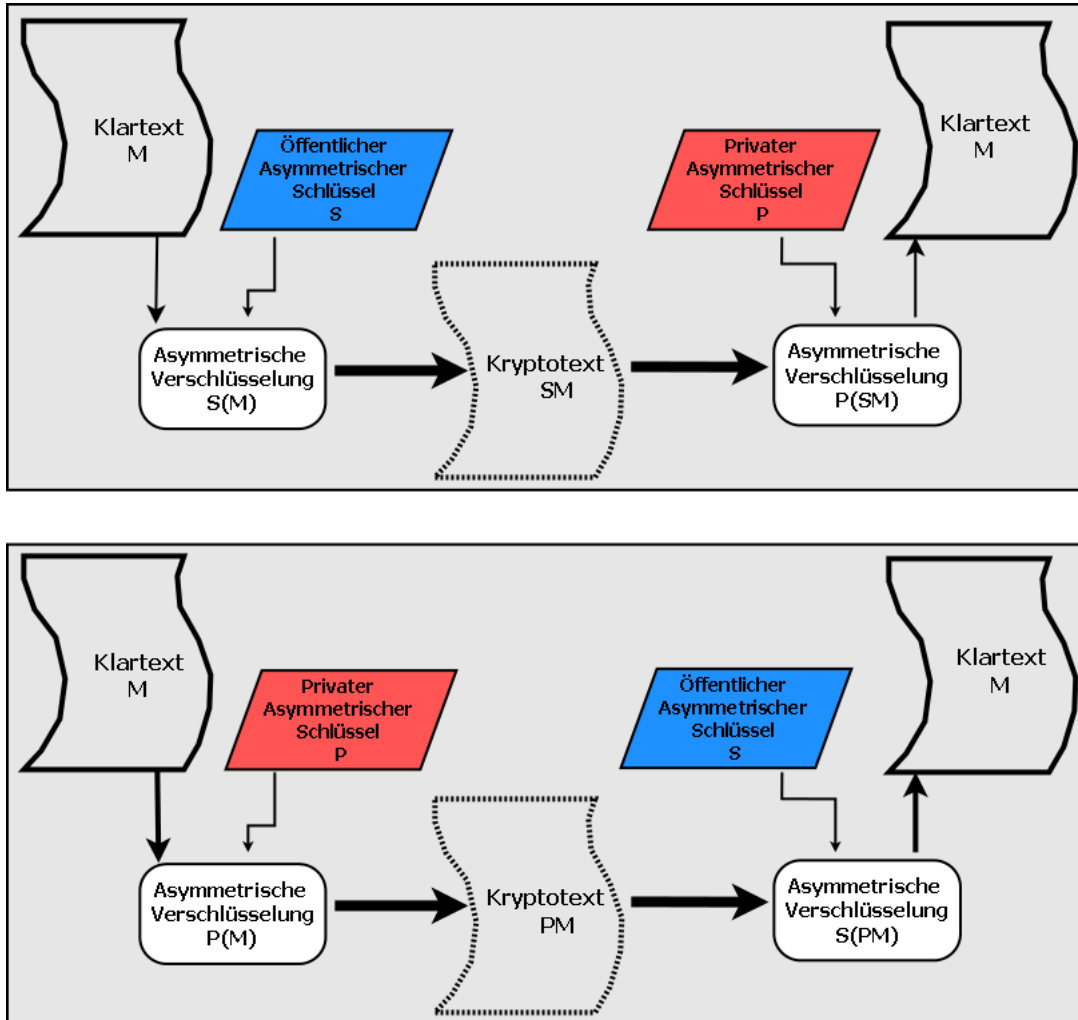 Klartext
M
Öffentlicher
Asymmetrischer
Schlüssel
S
Privater
Asymmetrischer
Schlüssel
P
Klartext
M
Asymmetrische
Verschlüsselung
S(M)
Kryptotext
SM
Asymmetrische
Verschlüsselung
P(SM)
Klartext
M
Privater
Asymmetrischer
Schlüssel
P
Öffentlicher
Asymmetrischer
Schlüssel
S
Klartext
M
Asymmetrische
Verschlüsselung
P(M)
Kryptotext
PM
Asymmetrische
Verschlüsselung
S(PM)